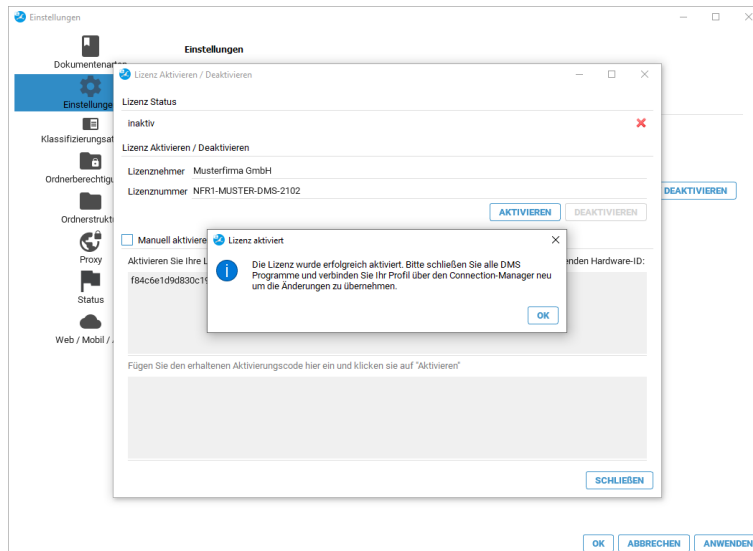 Einstellungen
Einstellungen
Lizenz Aktivieren / Deaktivieren
Lizenz Status
inaktiv
Lizenz Aktivieren / Deaktivieren
Lizenznehmer Musterfirma GmbH
Lizenznummer NFR1-MUSTER-DMS-2102
DEAKTIVIEREN
AKTIVIEREN DEAKTIVIEREN
Manuell aktiviere
Lizenz aktiviert
Aktivieren Sie Ihre L
enden Hardware-ID:
f84c6e1d9d830c19
Die Lizenz wurde erfolgreich aktiviert. Bitte schließen Sie alle DMS
Programme und verbinden Sie Ihr Profil über den Connection-Manager neu
um die Änderungen zu übernehmen.
OK
Fügen Sie den erhaltenen Aktivierungscode hier ein und klicken sie auf "Aktivieren"
SCHLIEßEN
Dokumentenarten
Einstellunge
Klassifizierungsat
Ordnerberechtigu
Ordnerstruktu
Proxy
Status
Web / Mobil /
OK ABBRECHEN ANWENDEN